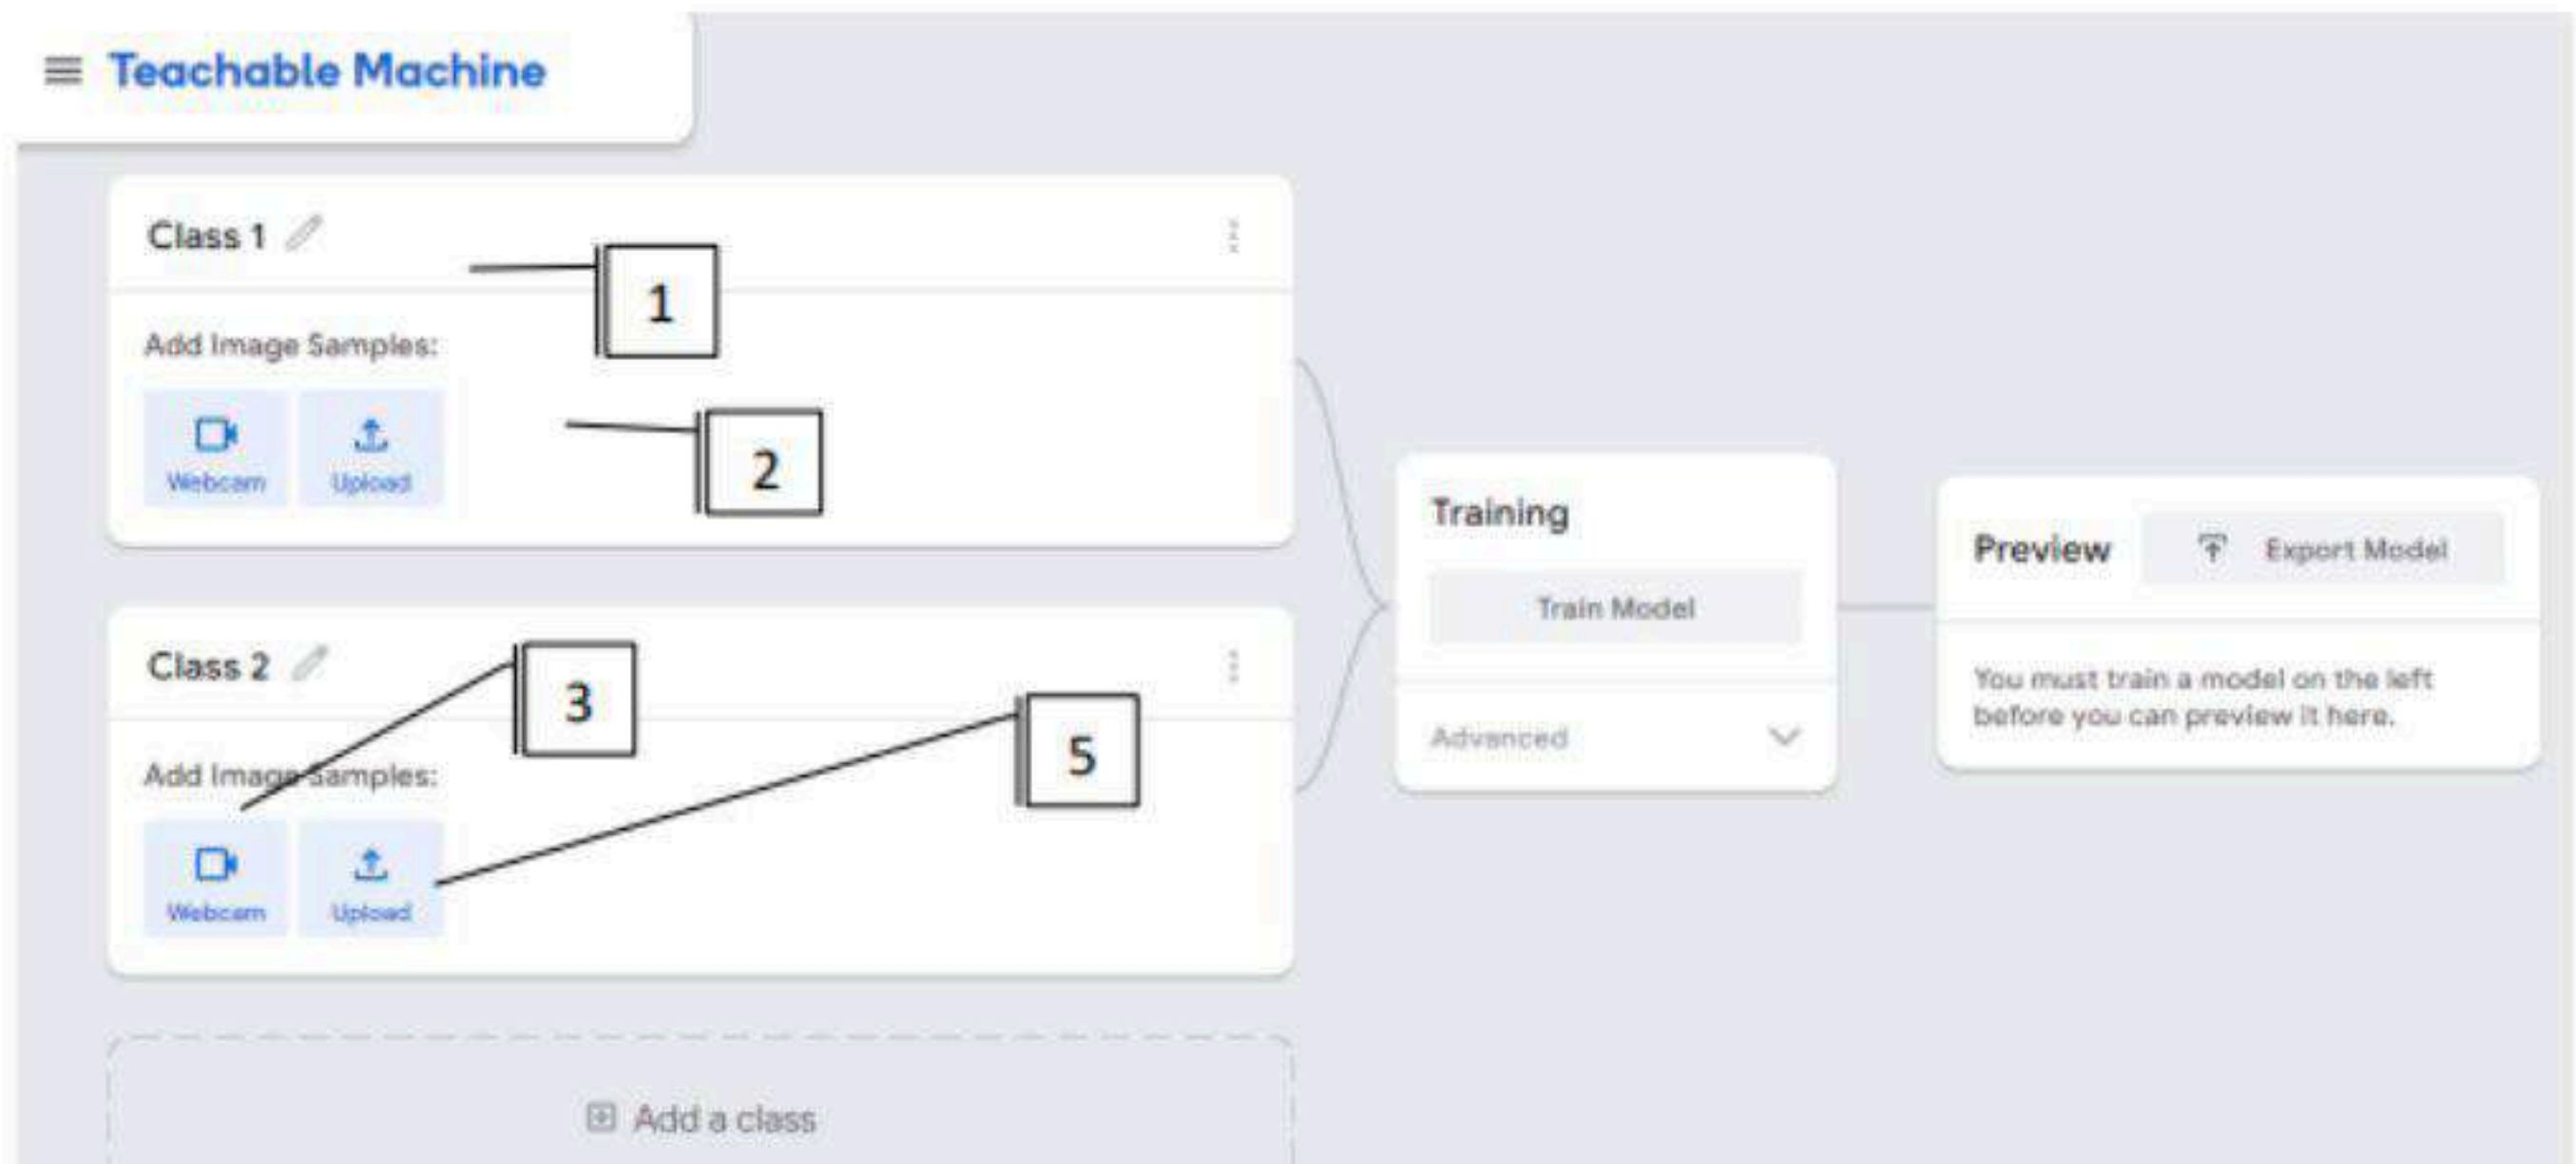 Teachable Machine
Class 1
1
Add Image Samples:
Webcam Upload
2
Class 2
3
Add Image Samples:
Webcam Upload
5
Add a class
Training
Train Model
Advanced
Preview
Export Model
You must train a model on the left
before you can preview it here.